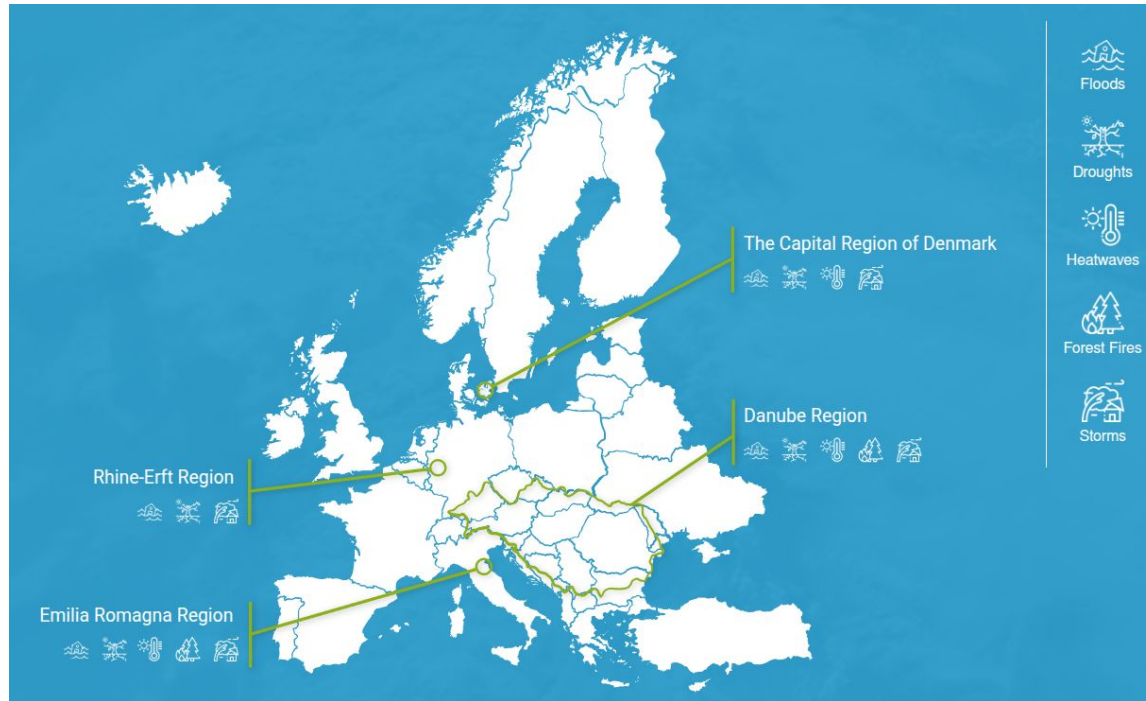 The Capital Region of Denmark
Danube Region
Rhine-Erft Region
Emilia Romagna Region
Floods
Droughts
Heatwaves
Forest Fires
Storms